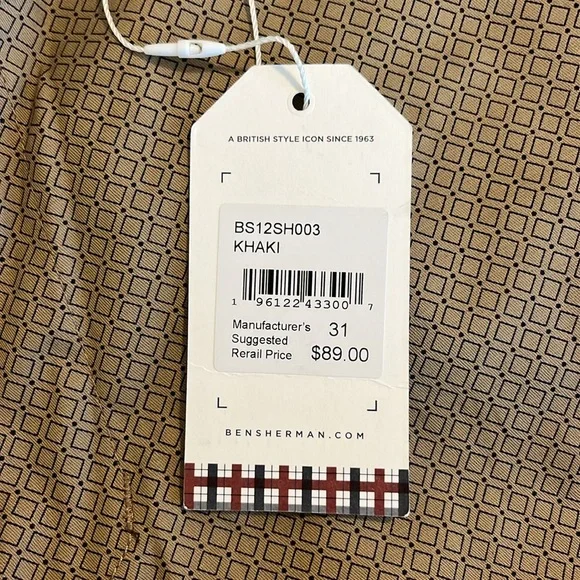 A BRITISH STYLE ICON SINCE 1963
BS12SH003
KHAKI
1 96122 43300 7
Manufacturer's 31
Suggested
Rerail Price $89.00
BENSHERMAN.COM